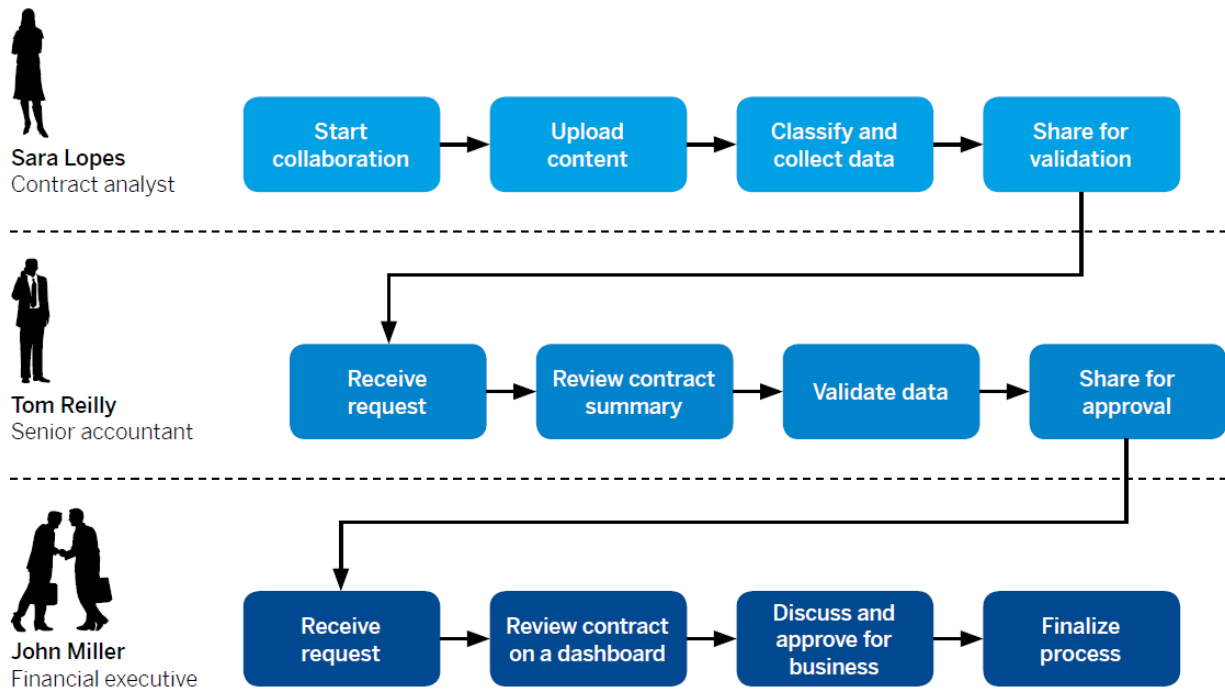 Sara Lopes
Contract analyst
Start
collaboration
Upload
content
Classify and
collect data
Share for
validation
Tom Reilly
Senior accountant
Receive
request
Review contract
summary
Validate data
Share for
approval
John Miller
Financial executive
Receive
request
Review contract
on a dashboard
Discuss and
approve for
business
Finalize
process